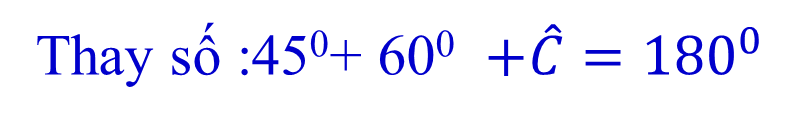 Thay số :45⁰+ 60⁰ +Ĉ = 180⁰